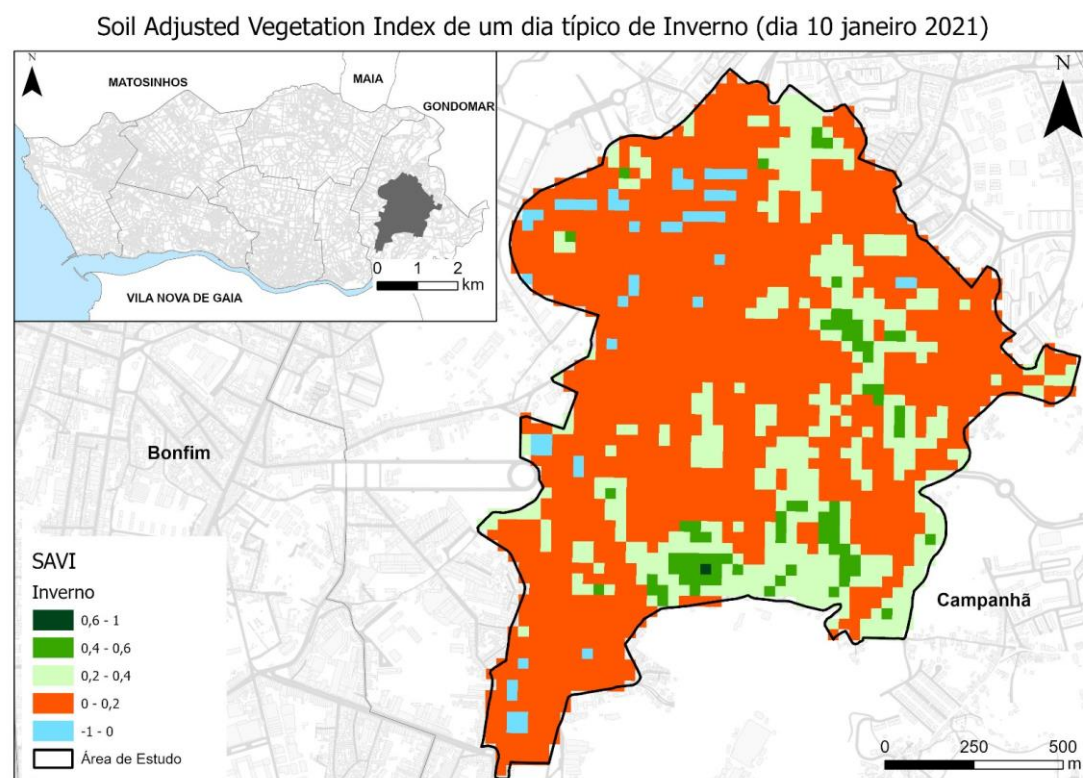 Soil Adjusted Vegetation Index de um dia típico de Inverno (dia 10 janeiro 2021)
N
MATOSINHOS
MAIA
GONDOMAR
0 1 2
km
VILA NOVA DE GAIA
N
Bonfim
Campanhã
SAVI
Inverno
0,6 - 1
0,4 - 0,6
0,2 - 0,4
0 - 0,2
-1 - 0
Área de Estudo
0 250 500
m